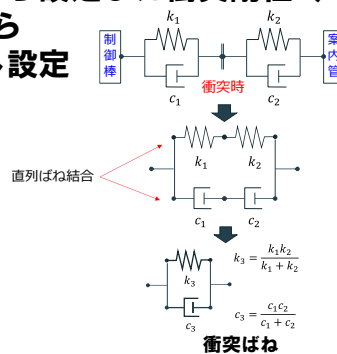 ら
設定
k₁
k₂
制御棒
案内管
c₁
衝突時
c₂
直列ばね結合
k₁
k₂
c₁
c₂
k₃
k₃ = k₁k₂ / (k₁ + k₂)
c₃
c₃ = c₁c₂ / (c₁ + c₂)
衝突ばね